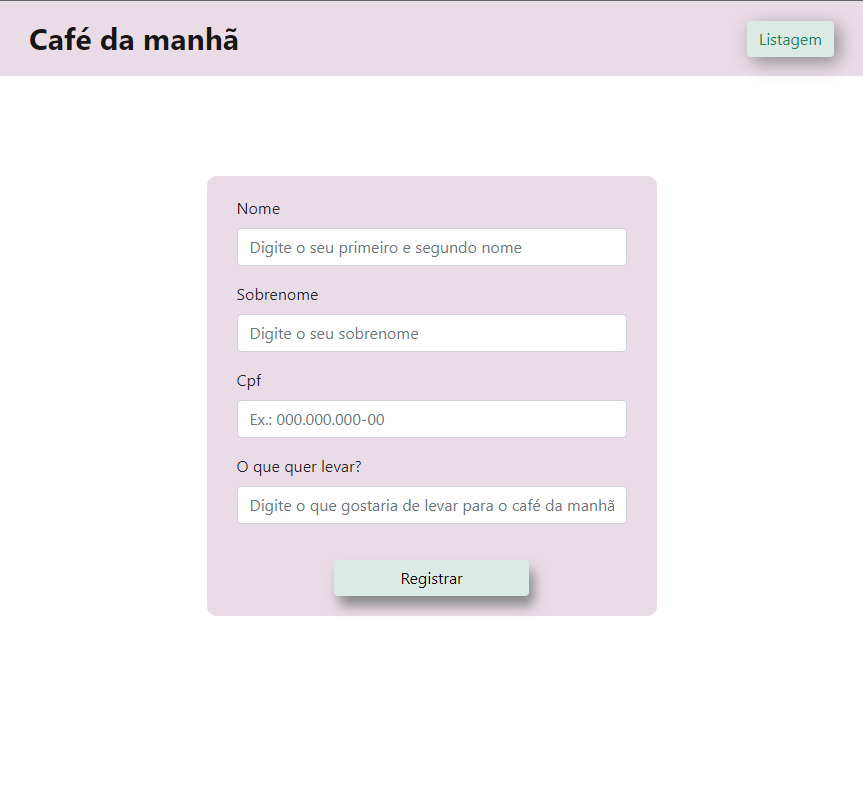 Café da manhã
Listagem
Nome
Digite o seu primeiro e segundo nome
Sobrenome
Digite o seu sobrenome
Cpf
Ex.: 000.000.000-00
O que quer levar?
Digite o que gostaria de levar para o café da manhã
Registrar